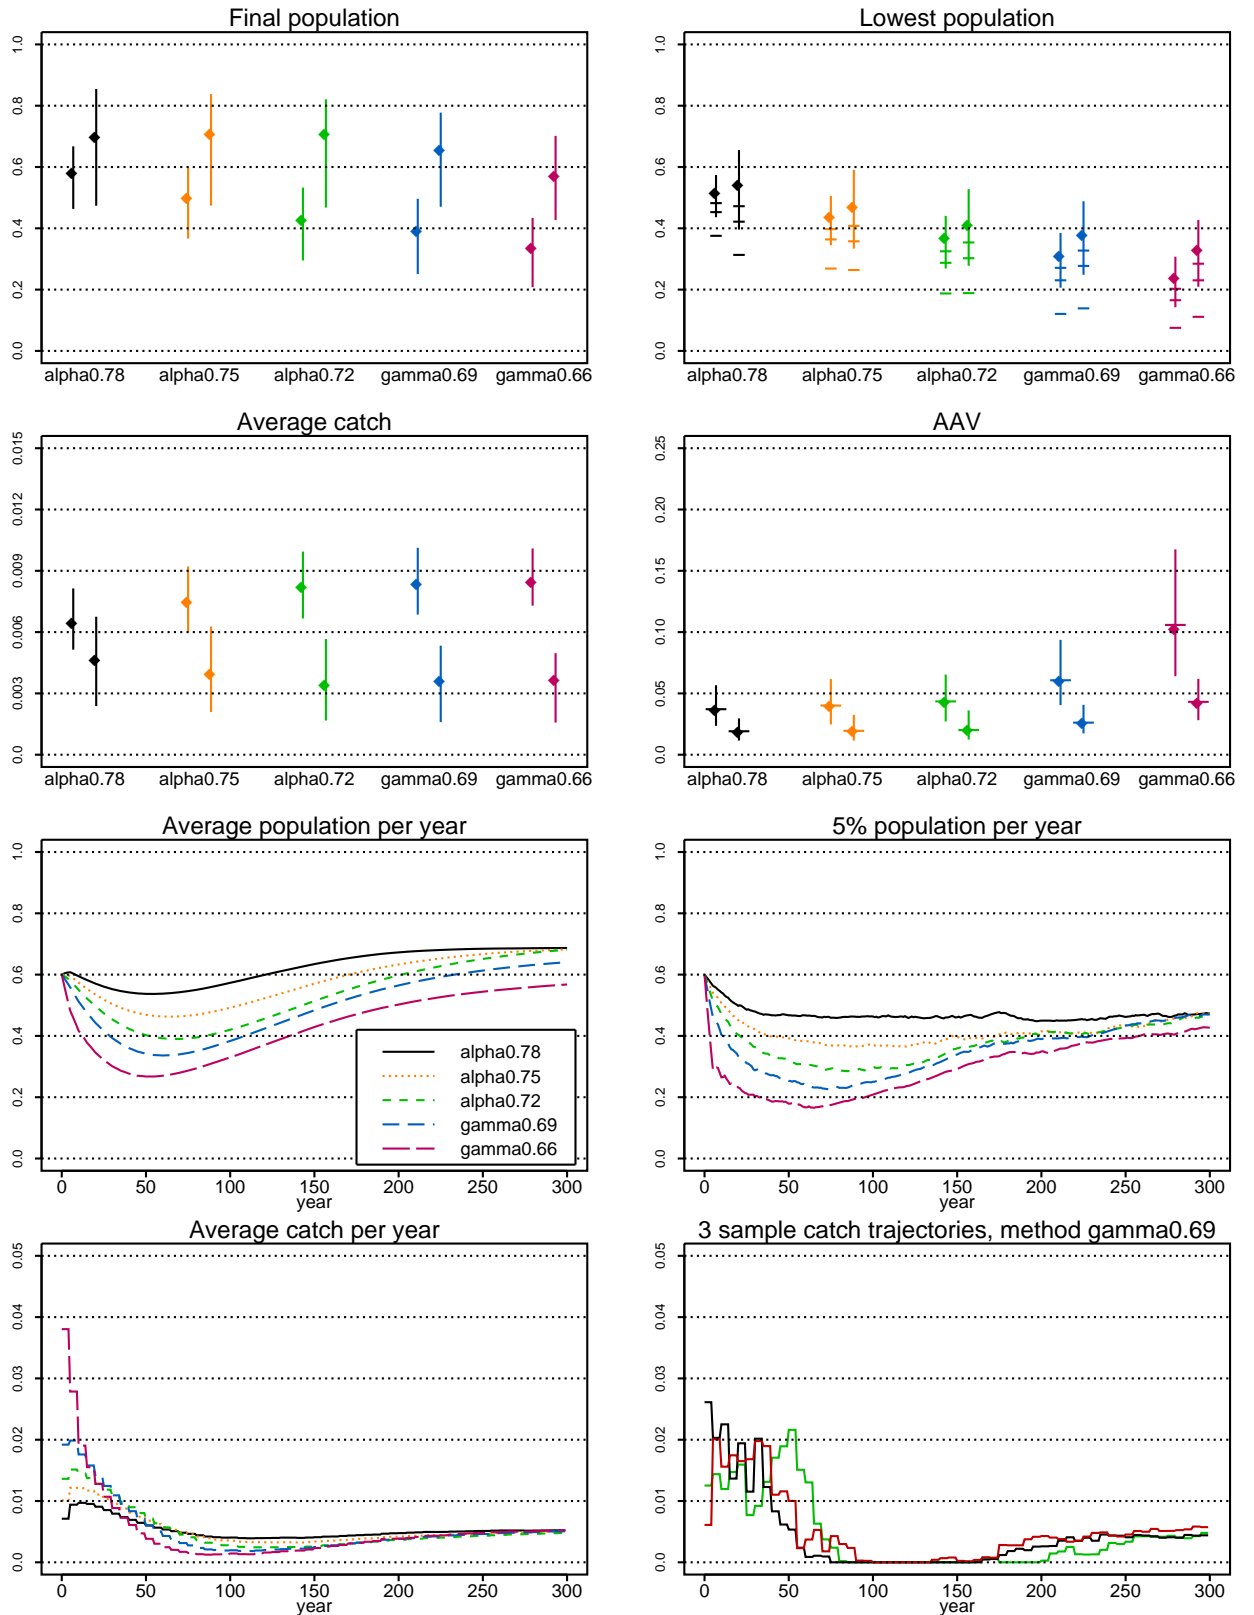 Final population
1.0
0.8
0.6
0.4
0.2
0.0
alpha0.78 alpha0.75 alpha0.72 gamma0.69 gamma0.66
Lowest population
1.0
0.8
0.6
0.4
0.2
0.0
alpha0.78 alpha0.75 alpha0.72 gamma0.69 gamma0.66
Average catch
0.015
0.012
0.009
0.006
0.003
0.0
alpha0.78 alpha0.75 alpha0.72 gamma0.69 gamma0.66
AAV
0.25
0.20
0.15
0.10
0.05
0.0
alpha0.78 alpha0.75 alpha0.72 gamma0.69 gamma0.66
Average population per year
1.0
0.8
0.6
0.4
0.2
0.0
alpha0.78
alpha0.75
alpha0.72
gamma0.69
gamma0.66
0 50 100 150 200 250 300
year
5% population per year
1.0
0.8
0.6
0.4
0.2
0.0
0 50 100 150 200 250 300
year
Average catch per year
0.05
0.04
0.03
0.02
0.01
0.0
0 50 100 150 200 250 300
year
3 sample catch trajectories, method gamma0.69
0.05
0.04
0.03
0.02
0.01
0.0
0 50 100 150 200 250 300
year